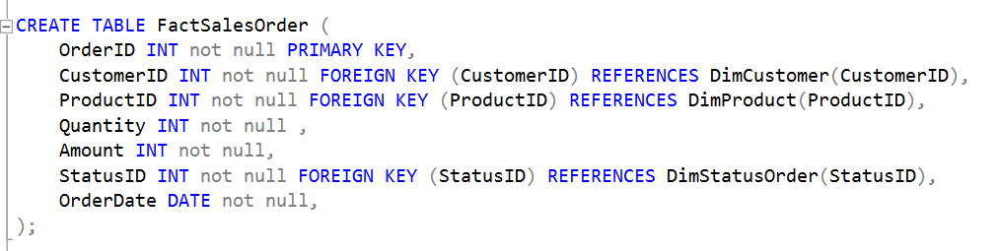 CREATE TABLE FactSalesOrder (
OrderID INT not null PRIMARY KEY,
CustomerID INT not null FOREIGN KEY (CustomerID) REFERENCES DimCustomer(CustomerID),
ProductID INT not null FOREIGN KEY (ProductID) REFERENCES DimProduct(ProductID),
Quantity INT not null ,
Amount INT not null,
StatusID INT not null FOREIGN KEY (StatusID) REFERENCES DimStatusOrder(StatusID),
OrderDate DATE not null,
);